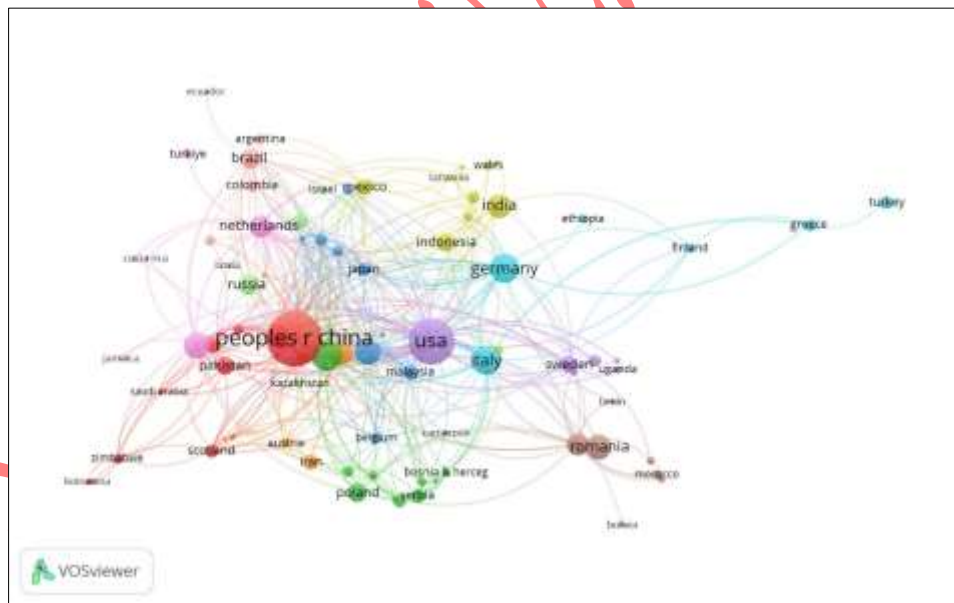 ecuador
argentina
turkiye
brazil
wales
colombia
israel
mexico
india
turkey
netherlands
ethiopia
greece
indonesia
finland
japan
germany
russia
peoples r china
usa
italy
pakistan
malaysia
sweden
uganda
kazakhstan
benin
austria
belgium
romania
scotland
zimbabwe
iran
bosnia & herceg
morocco
poland
serbia
VOSviewer